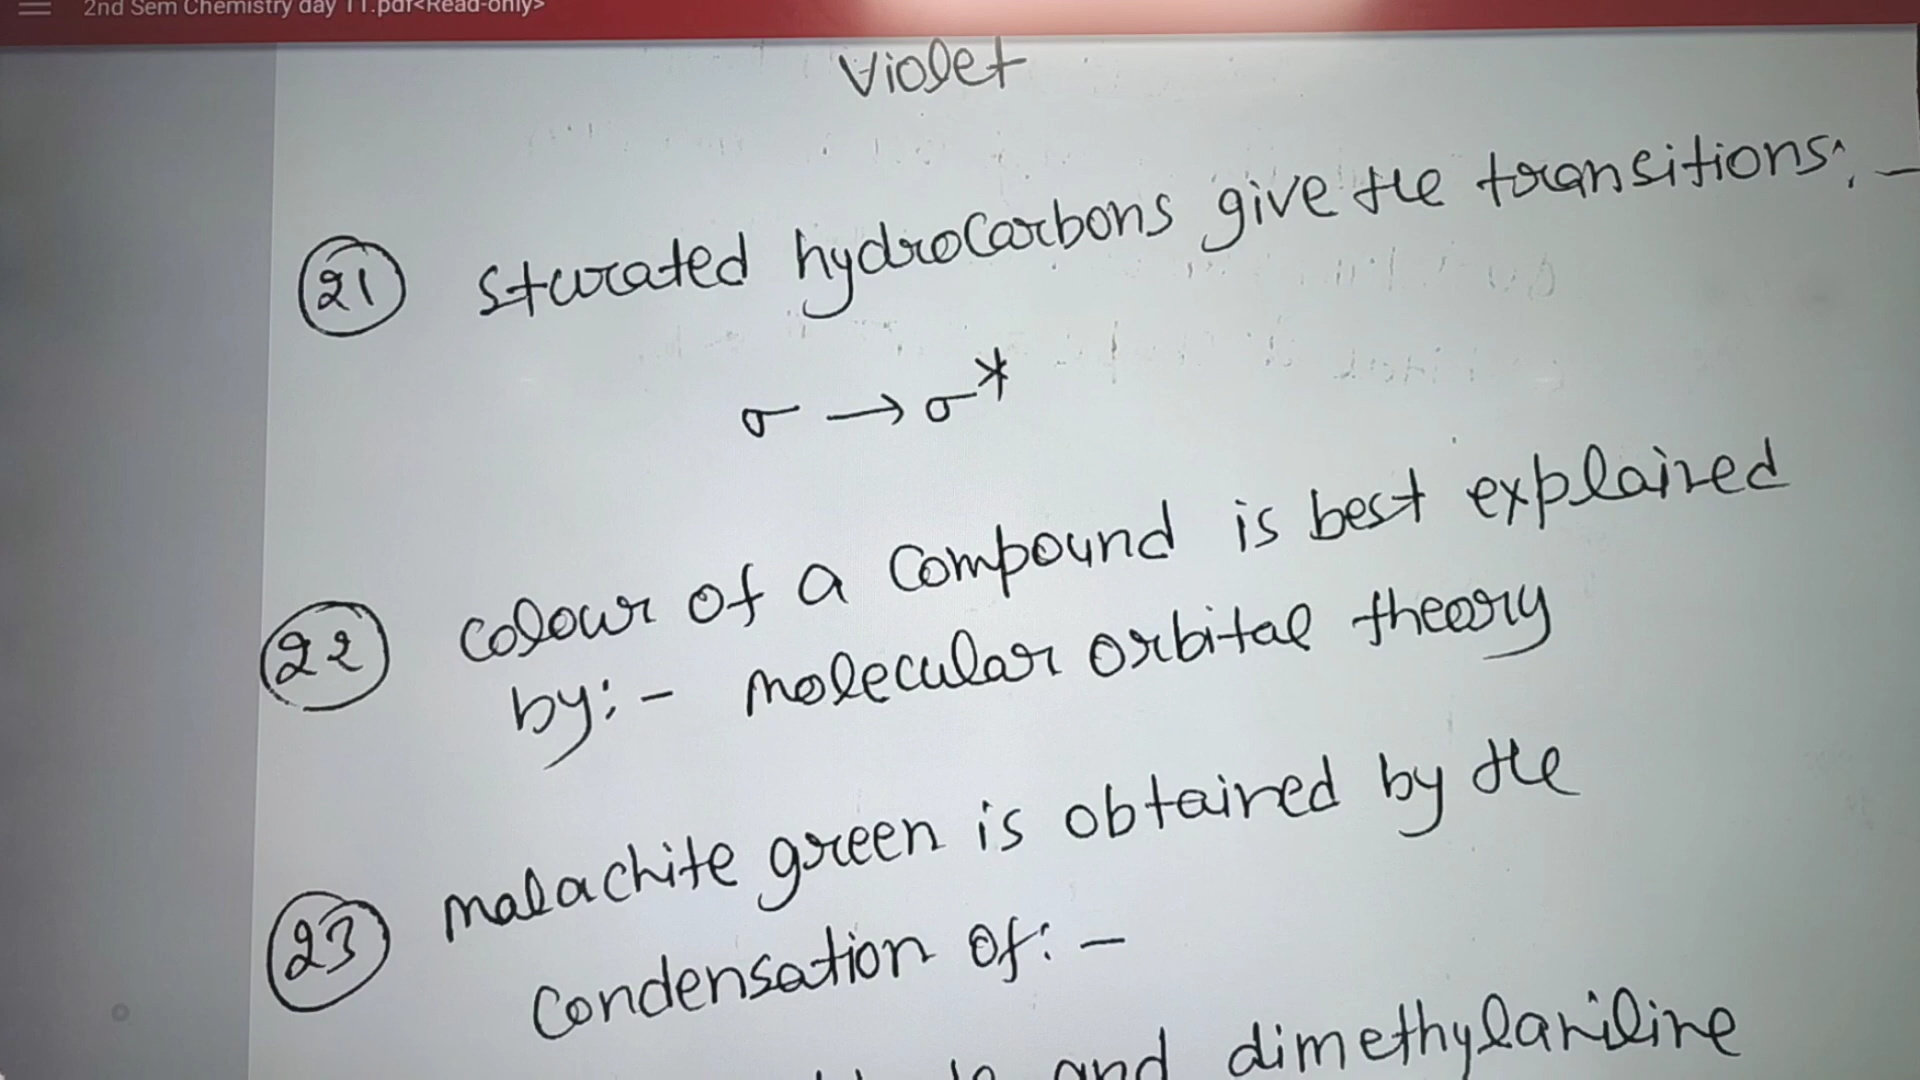 2nd Sem Chemistry day 11.pdf<Read-only>
Violet
21 Sturated hydrocarbons give the transitions: -
σ → σ*
22 Colour of a Compound is best explained
by: - molecular orbital theory
23 malachite green is obtained by the
Condensation of: -
and dimethylaniline